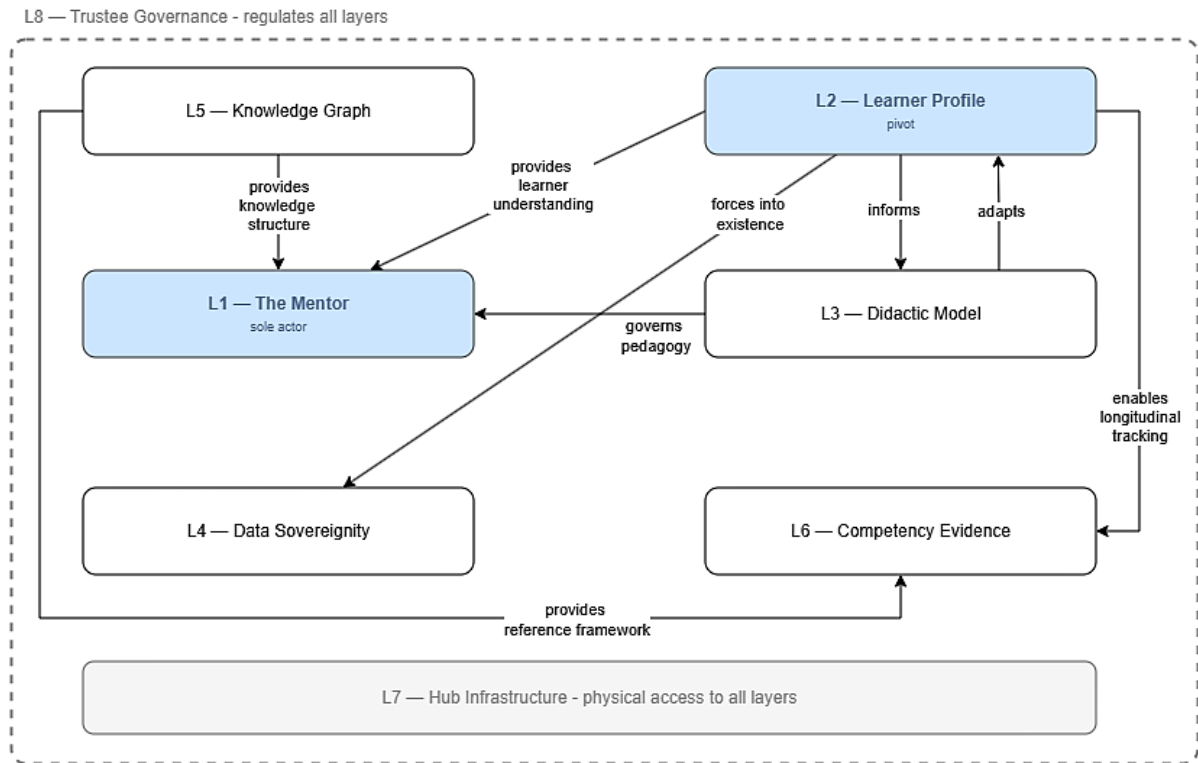 L8 — Trustee Governance - regulates all layers
L5 — Knowledge Graph
L2 — Learner Profile
pivot
provides
knowledge
structure
provides
learner
understanding
forces into
existence
informs
adapts
L1 — The Mentor
sole actor
L3 — Didactic Model
governs
pedagogy
enables
longitudinal
tracking
L4 — Data Sovereignity
L6 — Competency Evidence
provides
reference framework
L7 — Hub Infrastructure - physical access to all layers